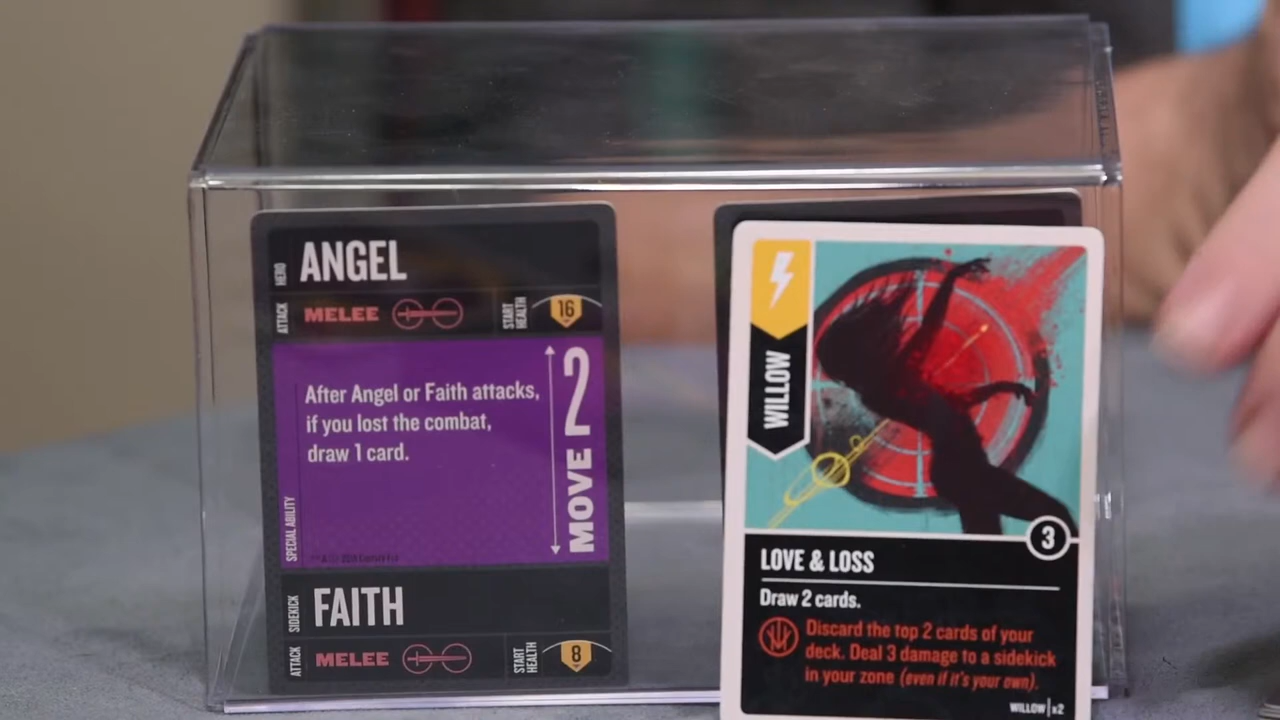 HERO
ANGEL
ATTACK
MELEE
START
HEALTH
16
After Angel or Faith attacks,
if you lost the combat,
draw 1 card.
MOVE 2
SPECIAL ABILITY
SIDEKICK
FAITH
ATTACK
MELEE
START
HEALTH
8
WILLOW
3
LOVE & LOSS
Draw 2 cards.
Discard the top 2 cards of your
deck. Deal 3 damage to a sidekick
in your zone (even if it's your own).
WILLOW | x2